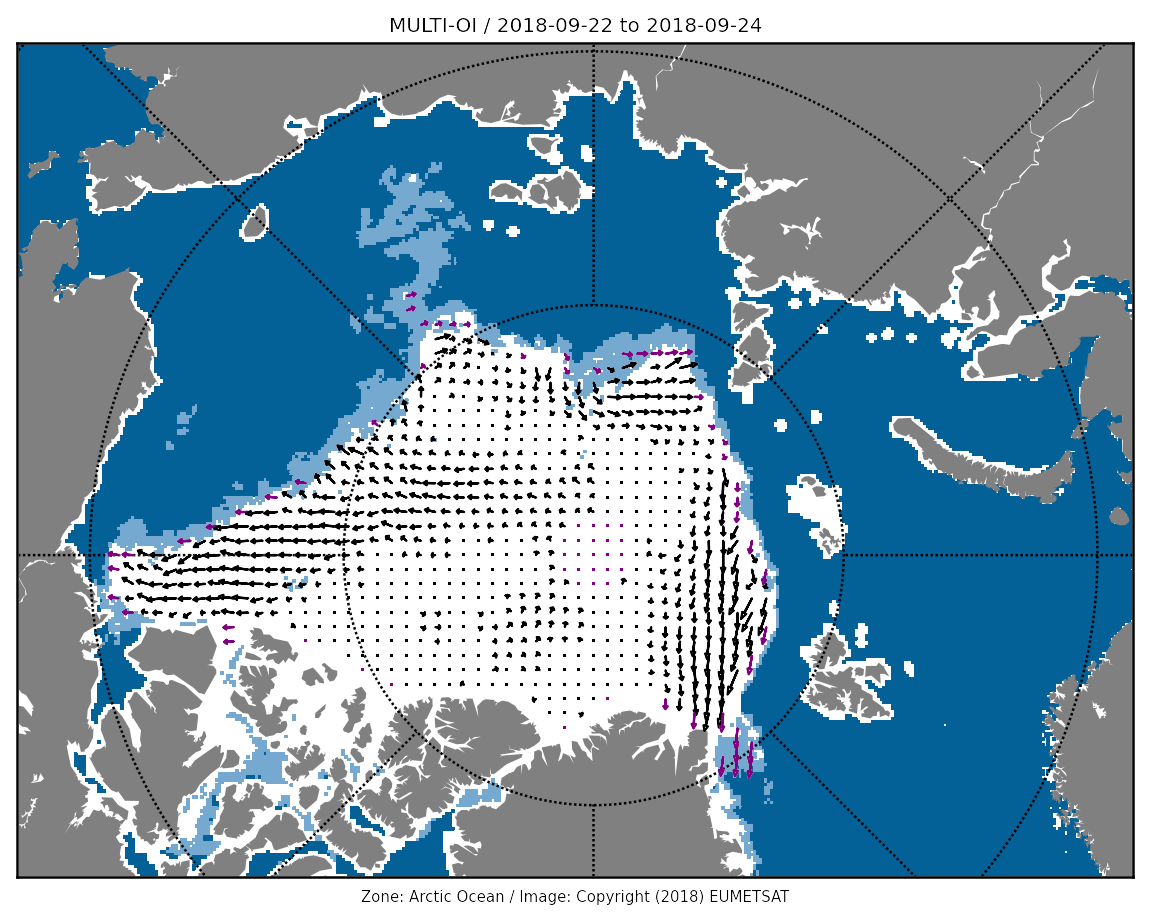 MULTI-OI / 2018-09-22 to 2018-09-24
Zone: Arctic Ocean / Image: Copyright (2018) EUMETSAT